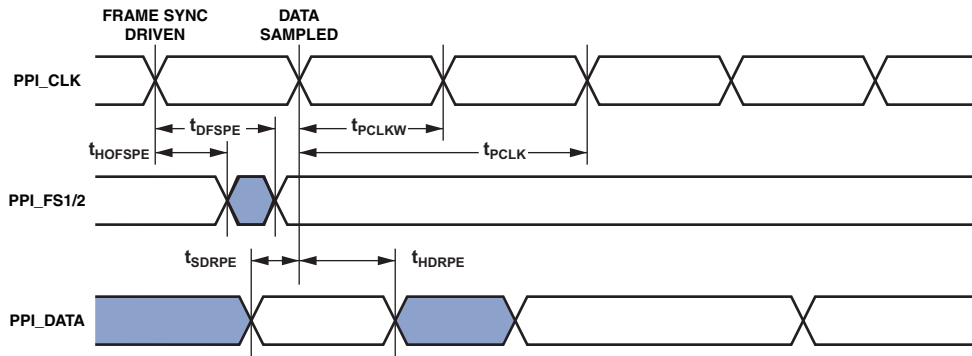 FRAME SYNC
DRIVEN
DATA
SAMPLED
PPI_CLK
tDFSPE
tPCLKW
tHOFSPE
tPCLK
PPI_FS1/2
tSDRPE
tHDRPE
PPI_DATA